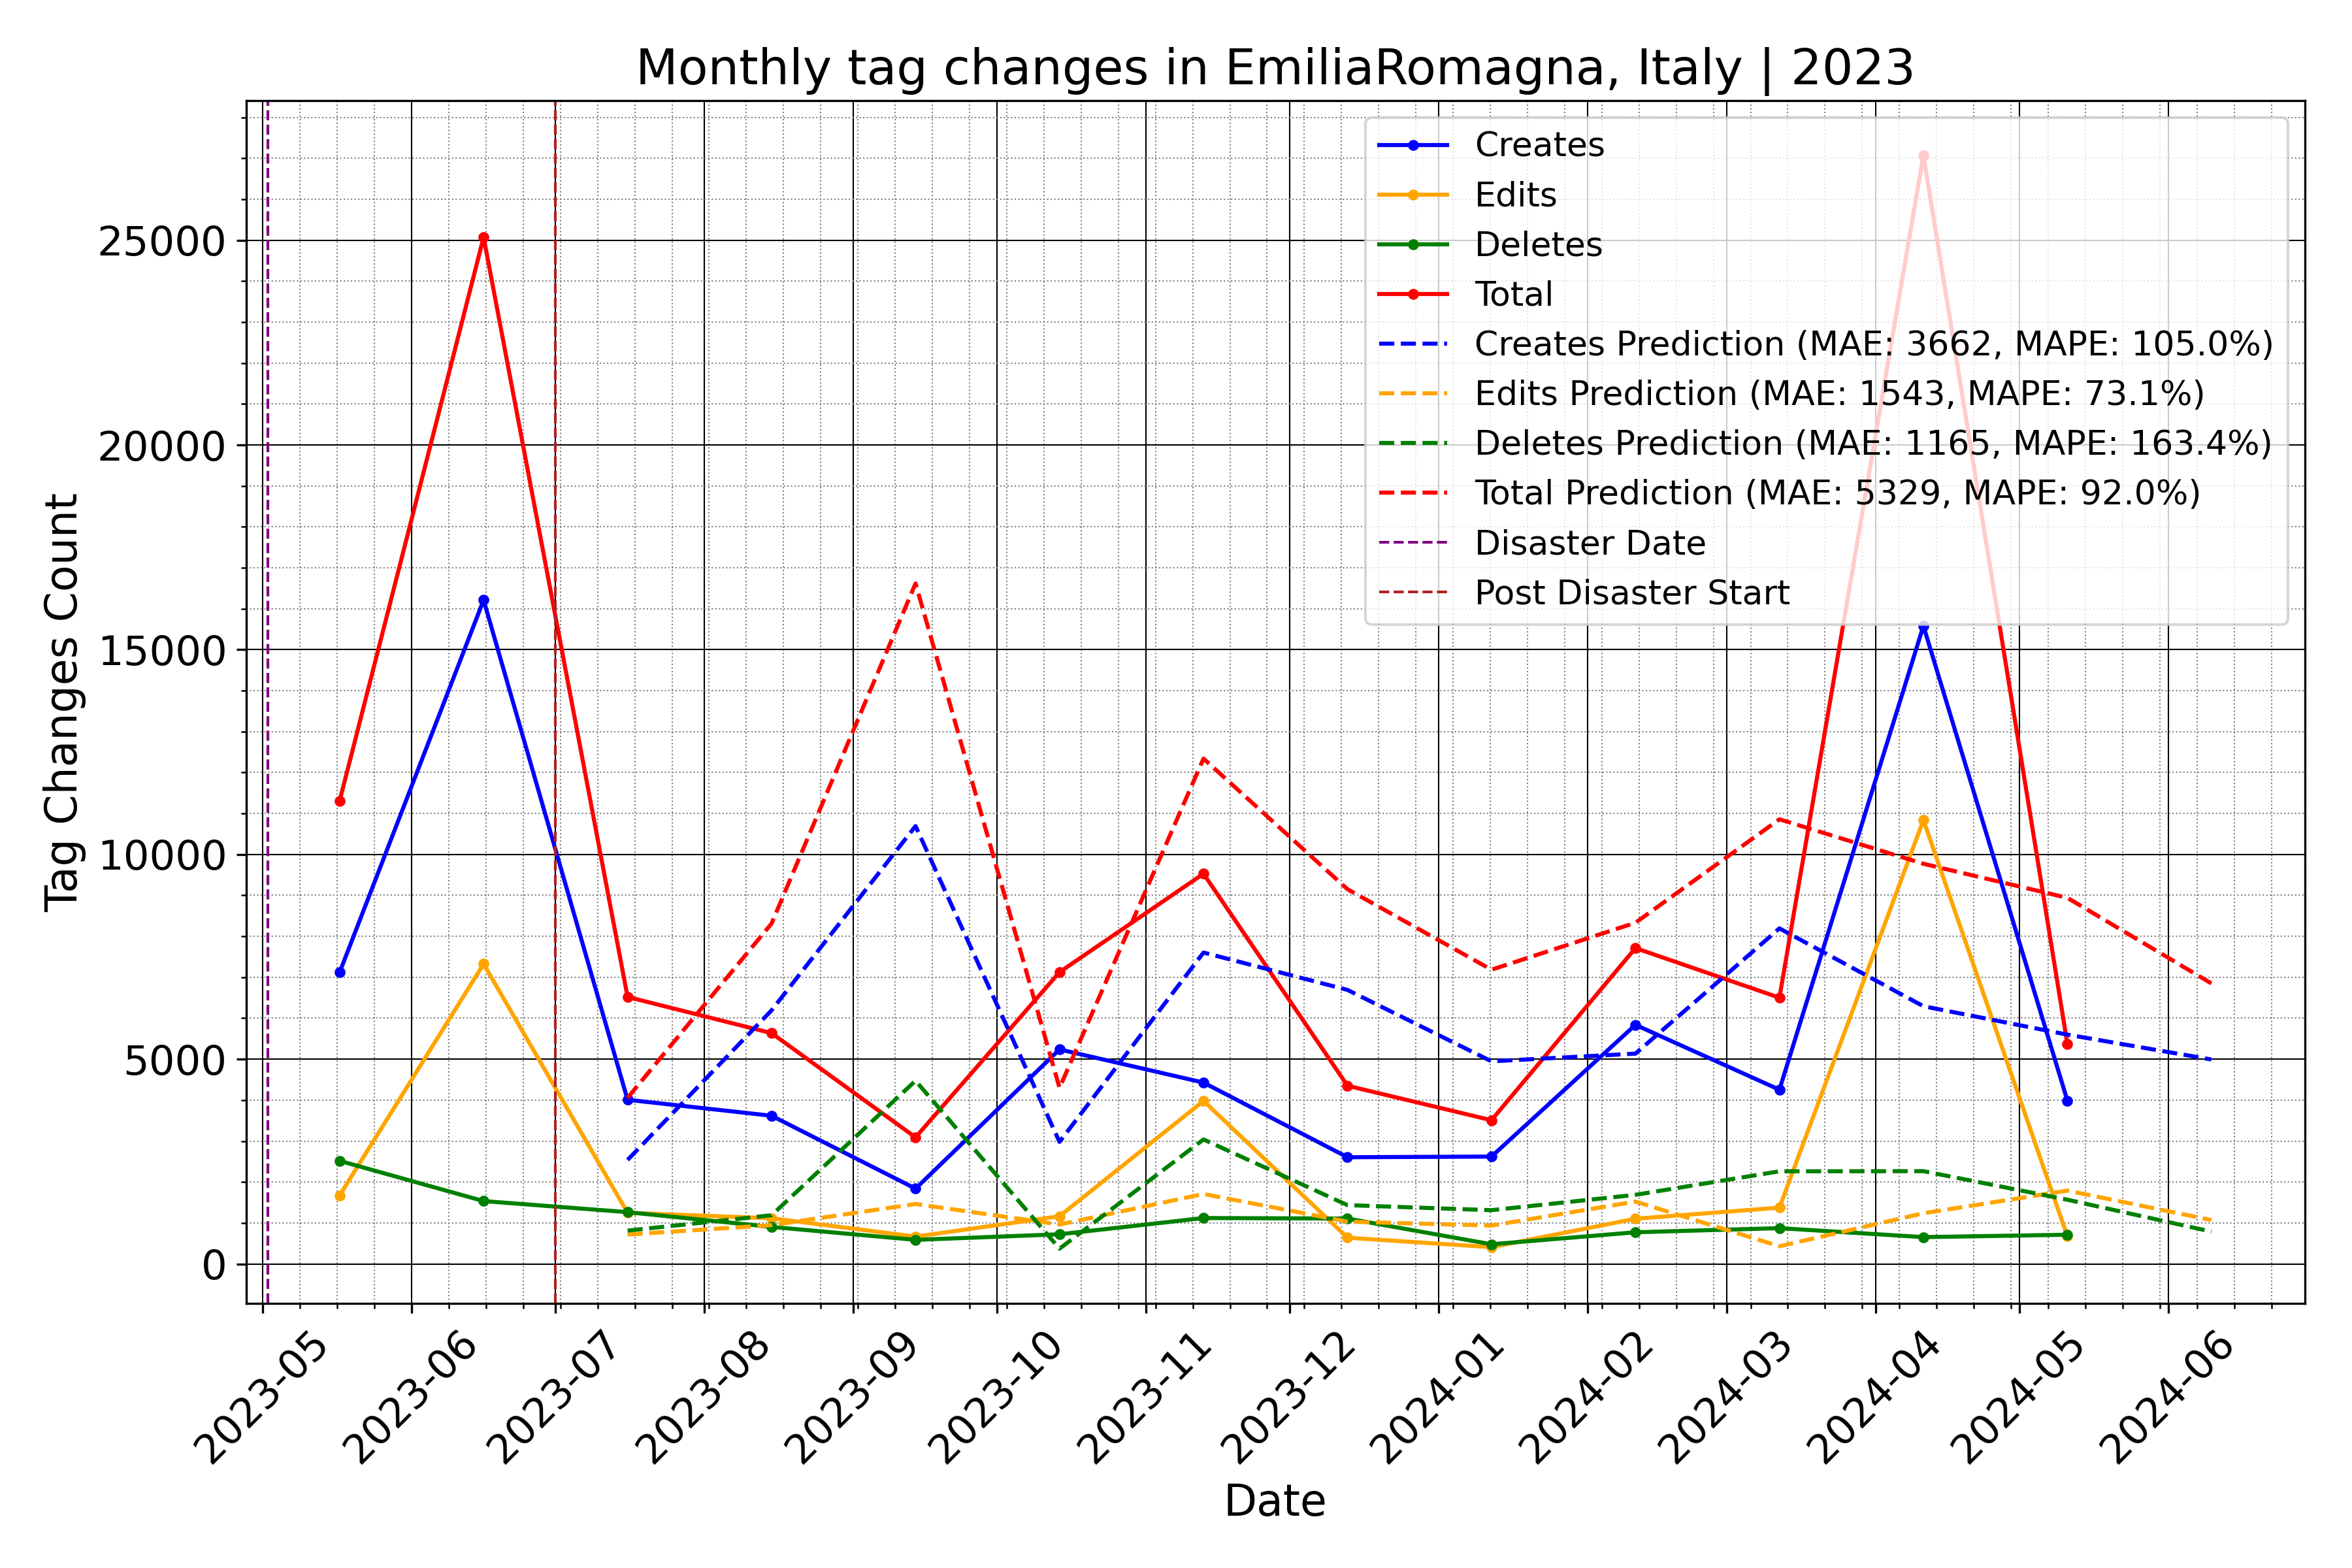 Monthly tag changes in EmiliaRomagna, Italy | 2023
Tag Changes Count
25000
20000
15000
10000
5000
0
Creates
Edits
Deletes
Total
Creates Prediction (MAE: 3662, MAPE: 105.0%)
Edits Prediction (MAE: 1543, MAPE: 73.1%)
Deletes Prediction (MAE: 1165, MAPE: 163.4%)
Total Prediction (MAE: 5329, MAPE: 92.0%)
Disaster Date
Post Disaster Start
2023-05
2023-06
2023-07
2023-08
2023-09
2023-10
2023-11
2023-12
2024-01
2024-02
2024-03
2024-04
2024-05
2024-06
Date